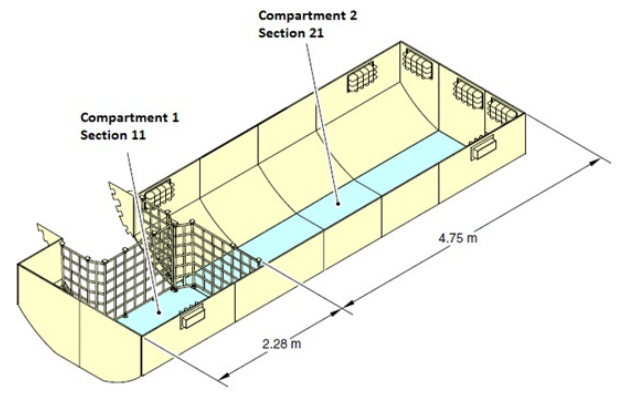 Compartment 2
Section 21
Compartment 1
Section 11
4.75 m
2.28 m